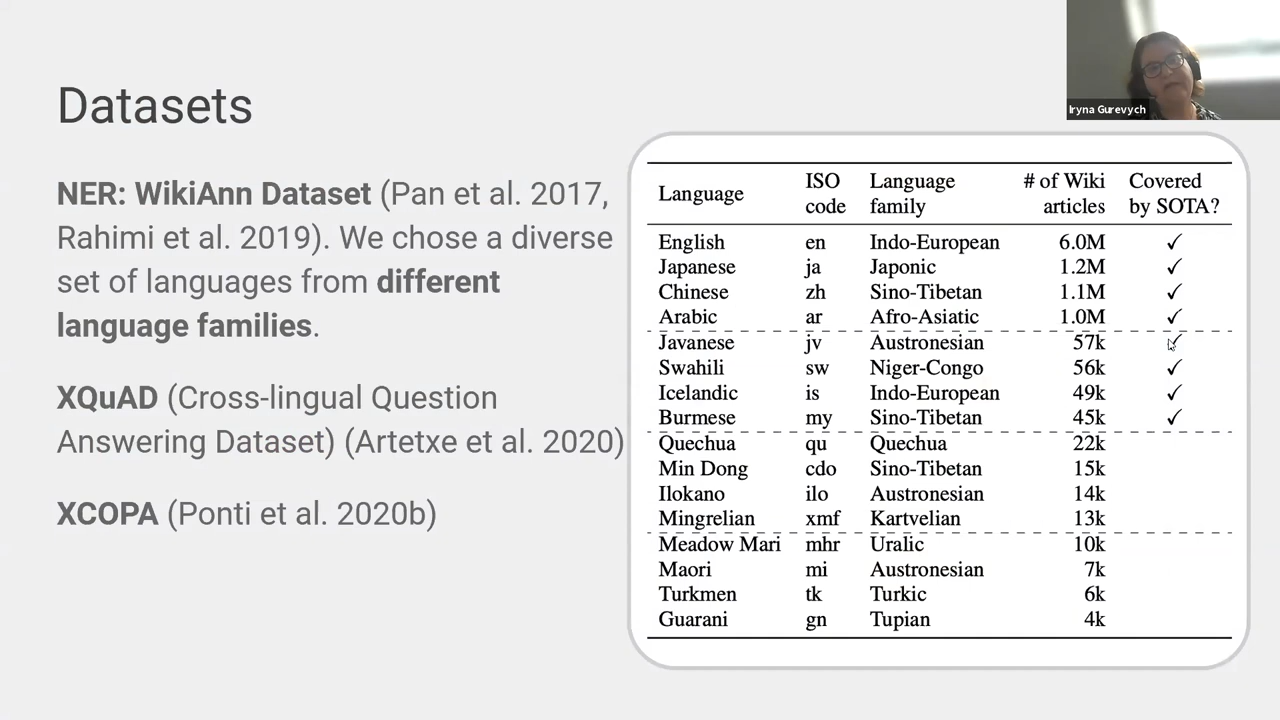 Iryna Gurevych
Datasets
NER: WikiAnn Dataset (Pan et al. 2017,
Rahimi et al. 2019). We chose a diverse
set of languages from different
language families.
XQuAD (Cross-lingual Question
Answering Dataset) (Artetxe et al. 2020)
XCOPA (Ponti et al. 2020b)
Language ISO code Language family # of Wiki articles Covered by SOTA?
English en Indo-European 6.0M ✓
Japanese ja Japonic 1.2M ✓
Chinese zh Sino-Tibetan 1.1M ✓
Arabic ar Afro-Asiatic 1.0M ✓
Javanese jv Austronesian 57k ✓
Swahili sw Niger-Congo 56k ✓
Icelandic is Indo-European 49k ✓
Burmese my Sino-Tibetan 45k ✓
Quechua qu Quechua 22k
Min Dong cdo Sino-Tibetan 15k
Ilokano ilo Austronesian 14k
Mingrelian xmf Kartvelian 13k
Meadow Mari mhr Uralic 10k
Maori mi Austronesian 7k
Turkmen tk Turkic 6k
Guarani gn Tupian 4k